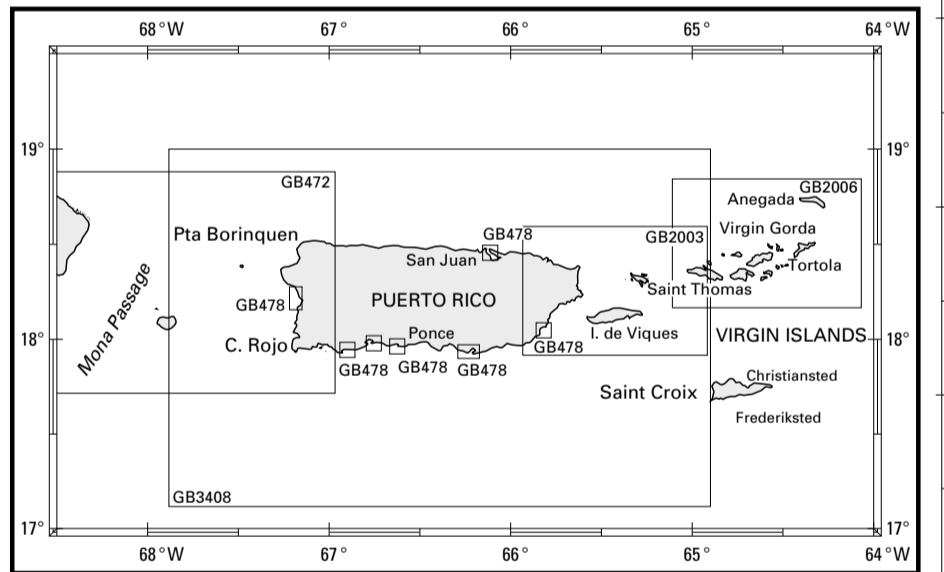 68°W 67° 66° 65° 64°W
19°
GB472
GB2006
Anegada
Pta Borinquen
GB478
GB2003
Virgin Gorda
San Juan
Tortola
Saint Thomas
GB478
PUERTO RICO
Mona Passage
18°
C. Rojo
Ponce
I. de Viques
VIRGIN ISLANDS
18°
GB478
GB478
GB478
GB478
Christiansted
Saint Croix
Frederiksted
GB3408
17°
17°
68°W 67° 66° 65° 64°W
19°